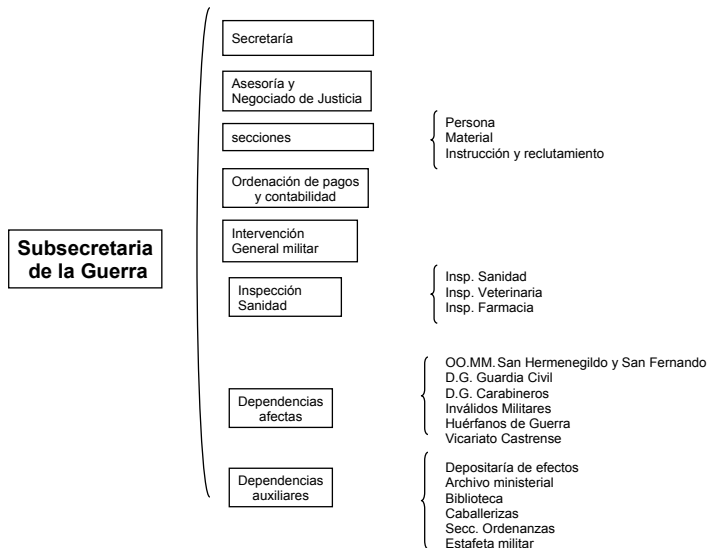 Subsecretaria
de la Guerra
Secretaría
Asesoría y
Negociado de Justicia
secciones
Persona
Material
Instrucción y reclutamiento
Ordenación de pagos
y contabilidad
Intervención
General militar
Inspección
Sanidad
Insp. Sanidad
Insp. Veterinaria
Insp. Farmacia
Dependencias
afectas
OO.MM. San Hermenegildo y San Fernando
D.G. Guardia Civil
D.G. Carabineros
Inválidos Militares
Huérfanos de Guerra
Vicariato Castrense
Dependencias
auxiliares
Depositaría de efectos
Archivo ministerial
Biblioteca
Caballerizas
Secc. Ordenanzas
Estafeta militar